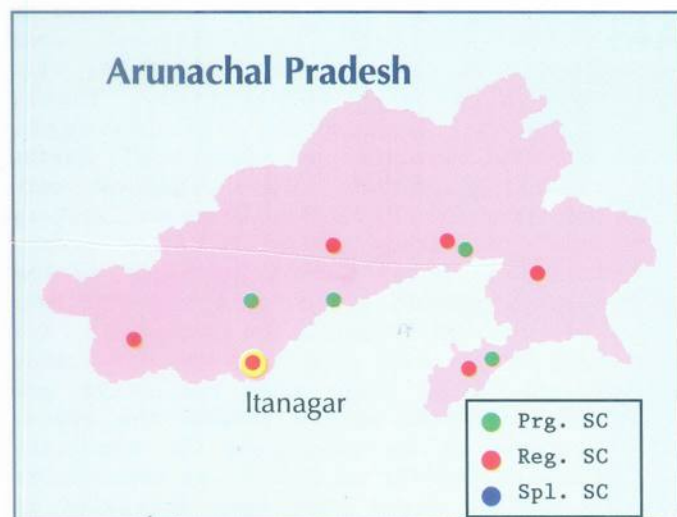 Arunachal Pradesh
Itanagar
Prg. SC
Reg. SC
Spl. SC